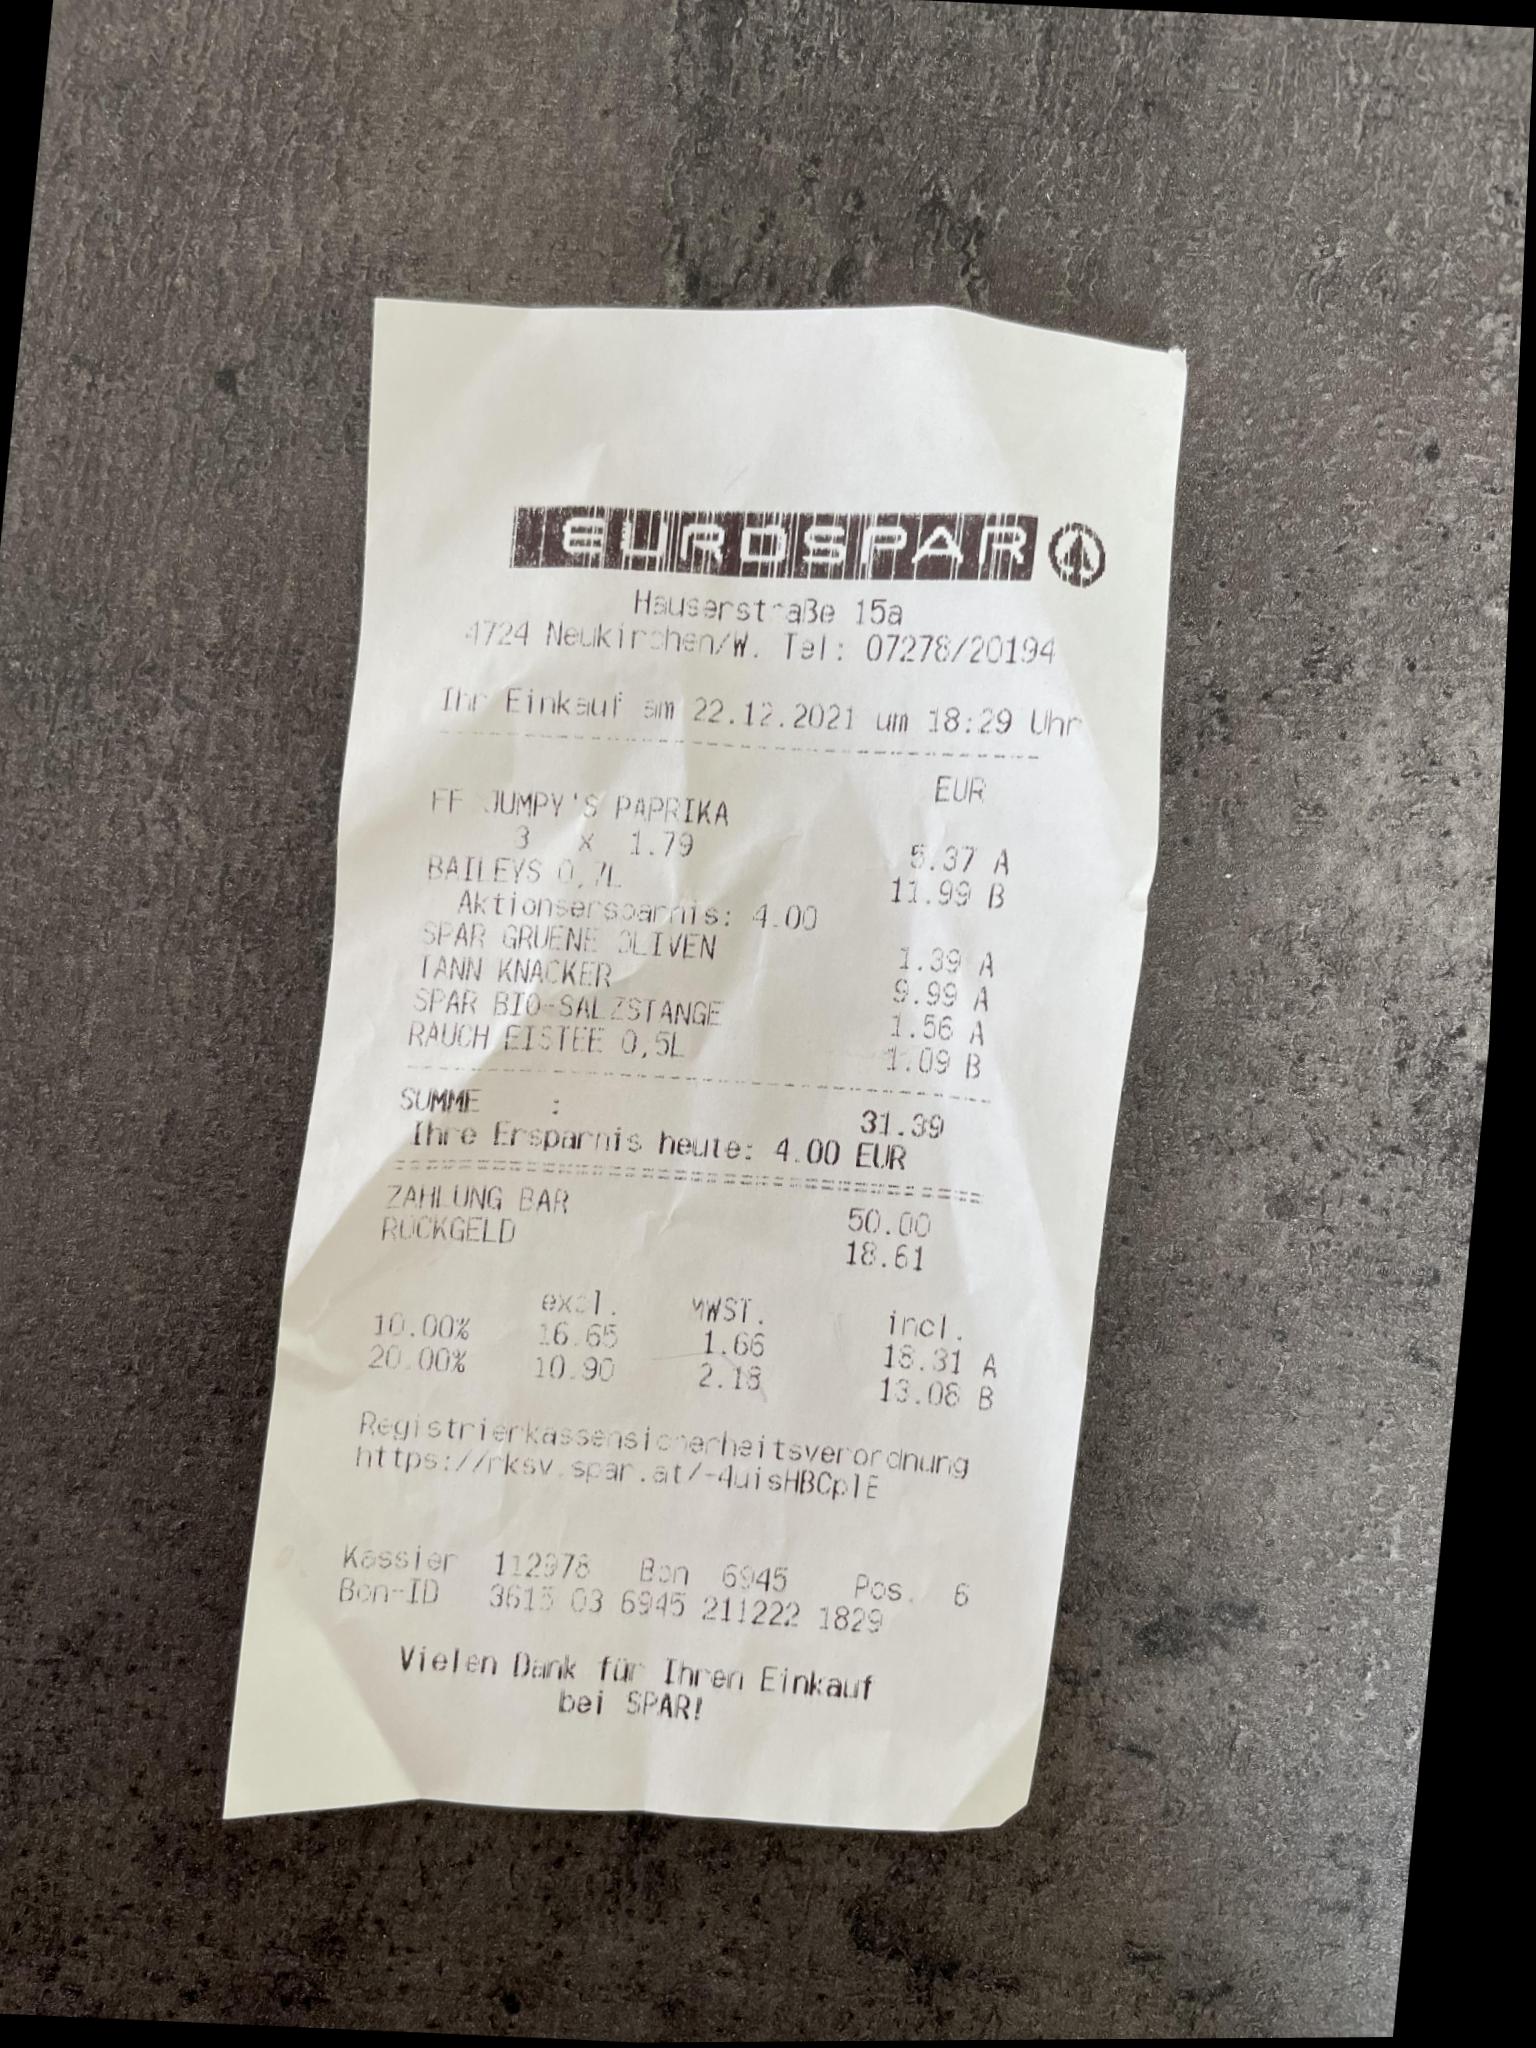 EUROSPAR
Hauserstraße 15a
4724 Neukirchen/W. Tel: 07278/20194
Ihr Einkauf am 22.12.2021 um 18:29 Uhr
EUR
FF JUMPY'S PAPRIKA
3 x 1.79 5.37 A
BAILEYS 0,7L 11.99 B
Aktionsersparnis: 4.00
SPAR GRUENE OLIVEN 1.39 A
TANN KNACKER 9.99 A
SPAR BIO-SALZSTANGE 1.56 A
RAUCH EISTEE 0,5L 1.09 B
SUMME : 31.39
Ihre Ersparnis heute: 4.00 EUR
ZAHLUNG BAR 50.00
RÜCKGELD 18.61
excl. MWST. incl.
10.00% 16.65 1.66 18.31 A
20.00% 10.90 2.18 13.08 B
Registrierkassensicherheitsverordnung
https://rksv.spar.at/-4uisHBCplE
Kassier 112978 Bon 6945 Pos. 6
Bon-ID 3615 03 6945 211222 1829
Vielen Dank für Ihren Einkauf
bei SPAR!